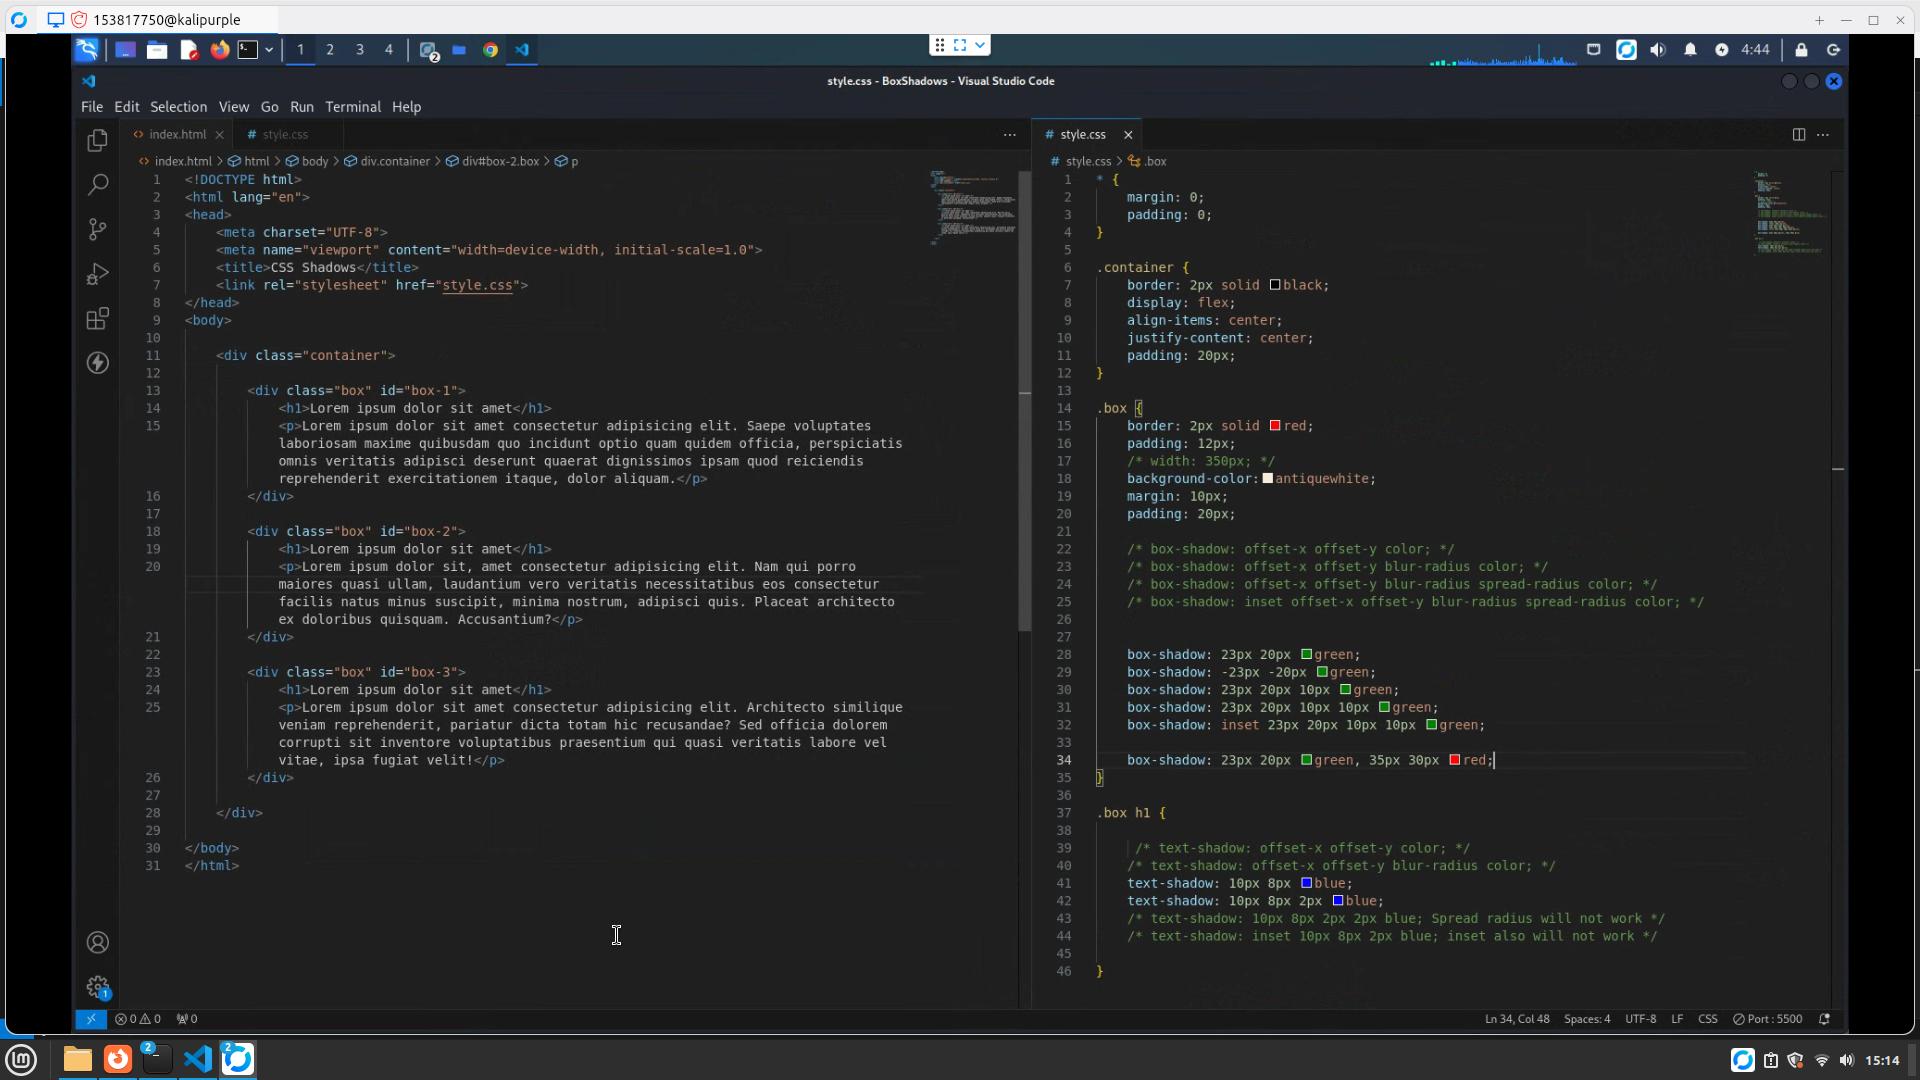 153817750@kalipurple
1 2 3 4
2
4:44
style.css - BoxShadows - Visual Studio Code
File Edit Selection View Go Run Terminal Help
index.html
style.css
index.html > html > body > div.container > div#box-2.box > p
1 <!DOCTYPE html>
2 <html lang="en">
3 <head>
4 <meta charset="UTF-8">
5 <meta name="viewport" content="width=device-width, initial-scale=1.0">
6 <title>CSS Shadows</title>
7 <link rel="stylesheet" href="style.css">
8 </head>
9 <body>
10
11 <div class="container">
12
13 <div class="box" id="box-1">
14 <h1>Lorem ipsum dolor sit amet</h1>
15 <p>Lorem ipsum dolor sit amet consectetur adipisicing elit. Saepe voluptates
laboriosam maxime quibusdam quo incidunt optio quam quidem officia, perspiciatis
omnis veritatis adipisci deserunt quaerat dignissimos ipsam quod reiciendis
reprehenderit exercitationem itaque, dolor aliquam.</p>
16 </div>
17
18 <div class="box" id="box-2">
19 <h1>Lorem ipsum dolor sit amet</h1>
20 <p>Lorem ipsum dolor sit, amet consectetur adipisicing elit. Nam qui porro
maiores quasi ullam, laudantium vero veritatis necessitatibus eos consectetur
facilis natus minus suscipit, minima nostrum, adipisci quis. Placeat architecto
ex doloribus quisquam. Accusantium?</p>
21 </div>
22
23 <div class="box" id="box-3">
24 <h1>Lorem ipsum dolor sit amet</h1>
25 <p>Lorem ipsum dolor sit amet consectetur adipisicing elit. Architecto similique
veniam reprehenderit, pariatur dicta totam hic recusandae? Sed officia dolorem
corrupti sit inventore voluptatibus praesentium qui quasi veritatis labore vel
vitae, ipsa fugiat velit!</p>
26 </div>
27
28 </div>
29
30 </body>
31 </html>
style.css
style.css > .box
1 * {
2 margin: 0;
3 padding: 0;
4 }
5
6 .container {
7 border: 2px solid black;
8 display: flex;
9 align-items: center;
10 justify-content: center;
11 padding: 20px;
12 }
13
14 .box {
15 border: 2px solid red;
16 padding: 12px;
17 /* width: 350px; */
18 background-color: antiquewhite;
19 margin: 10px;
20 padding: 20px;
21
22 /* box-shadow: offset-x offset-y color; */
23 /* box-shadow: offset-x offset-y blur-radius color; */
24 /* box-shadow: offset-x offset-y blur-radius spread-radius color; */
25 /* box-shadow: inset offset-x offset-y blur-radius spread-radius color; */
26
27
28 box-shadow: 23px 20px green;
29 box-shadow: -23px -20px green;
30 box-shadow: 23px 20px 10px green;
31 box-shadow: 23px 20px 10px 10px green;
32 box-shadow: inset 23px 20px 10px 10px green;
33
34 box-shadow: 23px 20px green, 35px 30px red;
35 }
36
37 .box h1 {
38
39 /* text-shadow: offset-x offset-y color; */
40 /* text-shadow: offset-x offset-y blur-radius color; */
41 text-shadow: 10px 8px blue;
42 text-shadow: 10px 8px 2px blue;
43 /* text-shadow: 10px 8px 2px 2px blue; Spread radius will not work */
44 /* text-shadow: inset 10px 8px 2px blue; inset also will not work */
45
46 }
1
0 0 0 Ln 34, Col 48 Spaces: 4 UTF-8 LF CSS Port : 5500
2 2 15:14